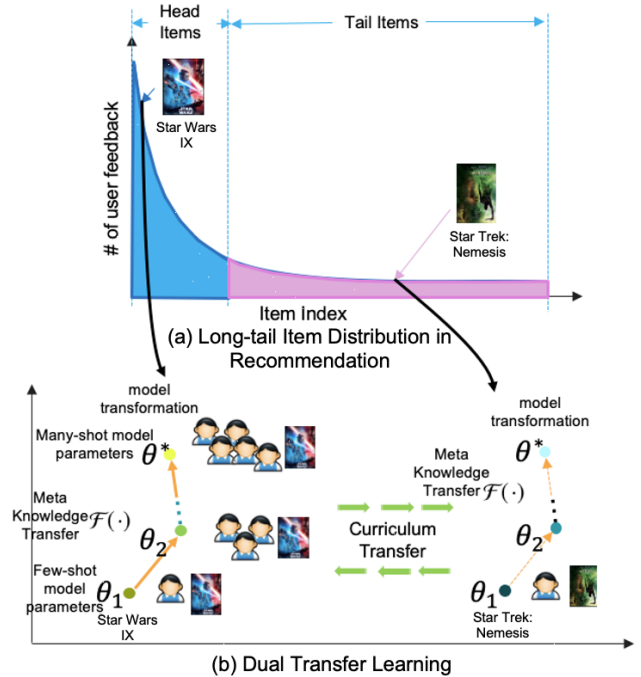 Head
Items
Tail Items
# of user feedback
Star Wars
IX
Star Trek:
Nemesis
Item Index
(a) Long-tail Item Distribution in
Recommendation
model
transformation
Many-shot model
parameters
θ*
Meta
Knowledge
Transfer ℱ(·)
θ₂
Few-shot
model
parameters
θ₁
Star Wars
IX
Curriculum
Transfer
model
transformation
θ*
Meta
Knowledge
Transfer ℱ(·)
θ₂
θ₁
Star Trek:
Nemesis
(b) Dual Transfer Learning